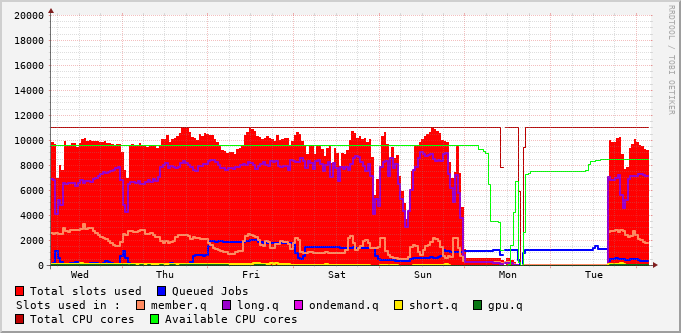 RRDTOOL / TOBI OETIKER
20000
18000
16000
14000
12000
10000
8000
6000
4000
2000
0
Wed Thu Fri Sat Sun Mon Tue
Total slots used Queued Jobs
Slots used in : member.q long.q ondemand.q short.q gpu.q
Total CPU cores Available CPU cores